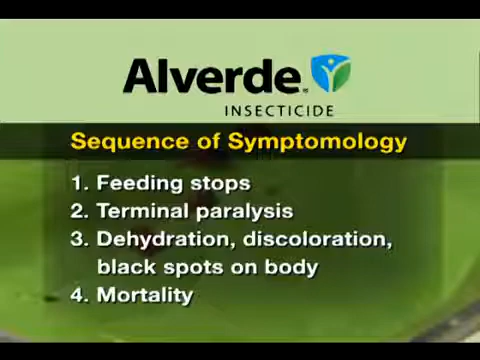 Alverde®
INSECTICIDE
Sequence of Symptomology
1. Feeding stops
2. Terminal paralysis
3. Dehydration, discoloration,
black spots on body
4. Mortality